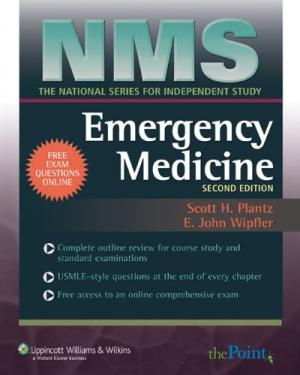 NMS
THE NATIONAL SERIES FOR INDEPENDENT STUDY
Emergency
Medicine
SECOND EDITION
FREE
EXAM
QUESTIONS
ONLINE
Scott H. Plantz
E. John Wipfler
Complete outline review for course study and
standard examinations
USMLE-style questions at the end of every chapter
Free access to an online comprehensive exam
Lippincott Williams & Wilkins
a Wolters Kluwer business
thePoint